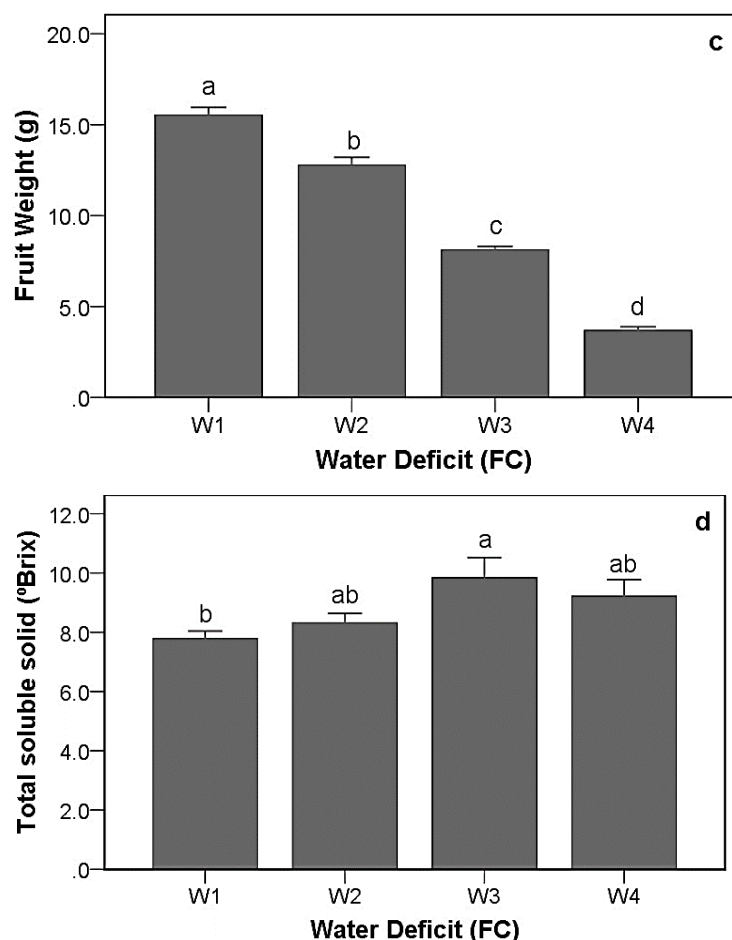 c
20.0
15.0
10.0
5.0
.0
Fruit Weight (g)
a
b
c
d
W1 W2 W3 W4
Water Deficit (FC)
d
12.0
10.0
8.0
6.0
4.0
2.0
.0
Total soluble solid (ºBrix)
b
ab
a
ab
W1 W2 W3 W4
Water Deficit (FC)